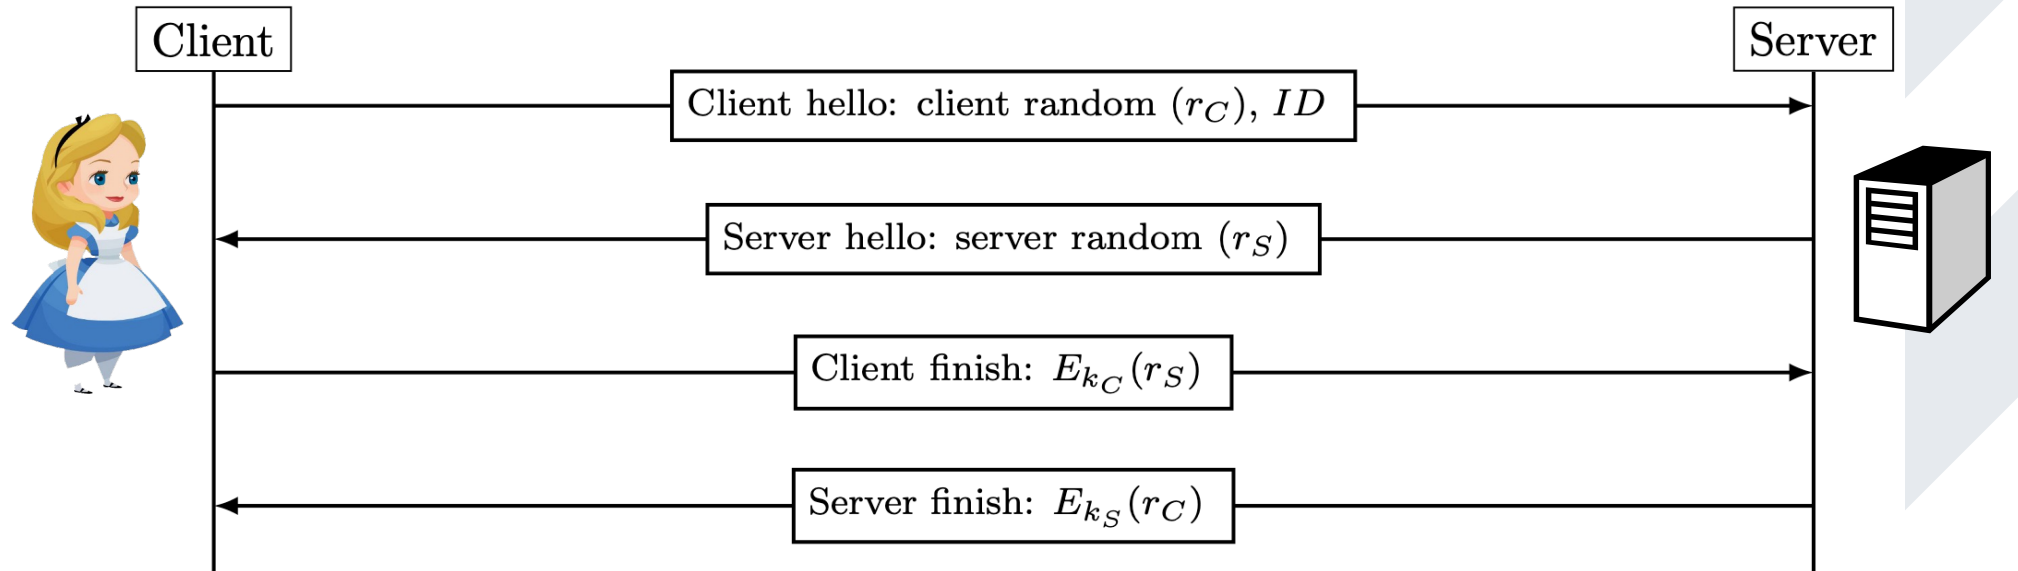 Client
Server
Client hello: client random (r_C), ID
Server hello: server random (r_S)
Client finish: E_{k_C}(r_S)
Server finish: E_{k_S}(r_C)